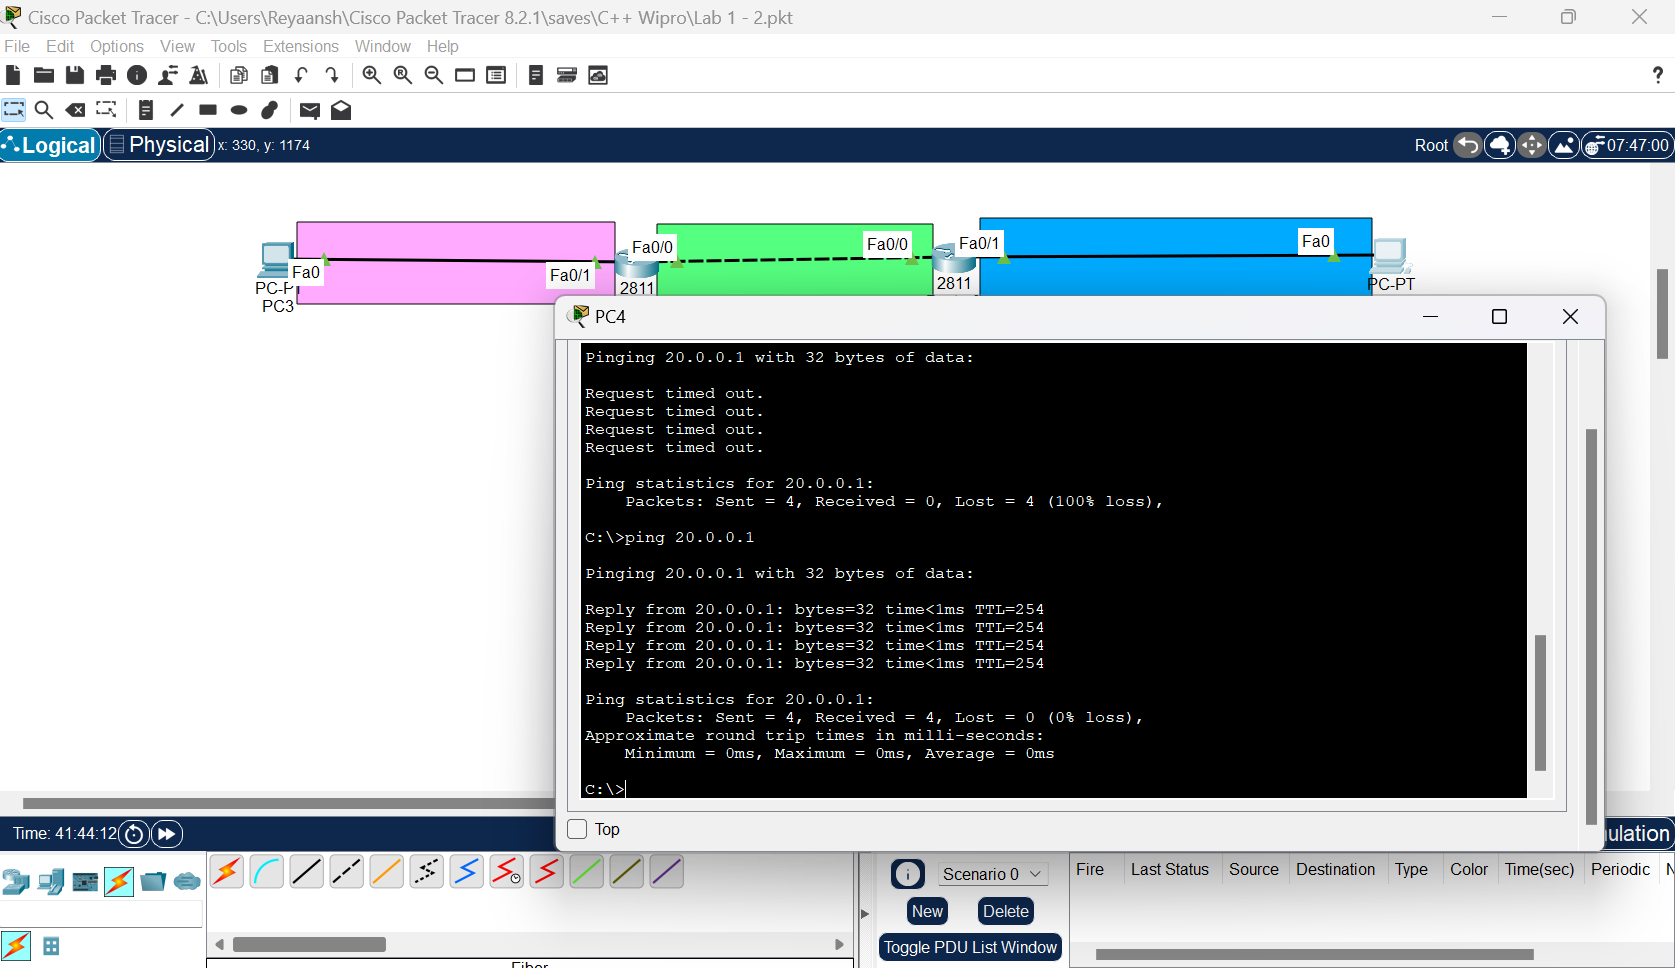 Cisco Packet Tracer - C:\Users\Reyaansh\Cisco Packet Tracer 8.2.1\saves\C++ Wipro\Lab 1 - 2.pkt
File Edit Options View Tools Extensions Window Help
?
Logical Physical x: 330, y: 1174 Root 07:47:00
Fa0/0 Fa0/0 Fa0/1 Fa0
Fa0 Fa0/1
PC-P 2811 2811 PC-PT
PC3
PC4
Pinging 20.0.0.1 with 32 bytes of data:
Request timed out.
Request timed out.
Request timed out.
Request timed out.
Ping statistics for 20.0.0.1:
Packets: Sent = 4, Received = 0, Lost = 4 (100% loss),
C:\>ping 20.0.0.1
Pinging 20.0.0.1 with 32 bytes of data:
Reply from 20.0.0.1: bytes=32 time<1ms TTL=254
Reply from 20.0.0.1: bytes=32 time<1ms TTL=254
Reply from 20.0.0.1: bytes=32 time<1ms TTL=254
Reply from 20.0.0.1: bytes=32 time<1ms TTL=254
Ping statistics for 20.0.0.1:
Packets: Sent = 4, Received = 4, Lost = 0 (0% loss),
Approximate round trip times in milli-seconds:
Minimum = 0ms, Maximum = 0ms, Average = 0ms
C:\>
Top
Time: 41:44:12 ulation
Scenario 0 Fire Last Status Source Destination Type Color Time(sec) Periodic N
New Delete
Toggle PDU List Window